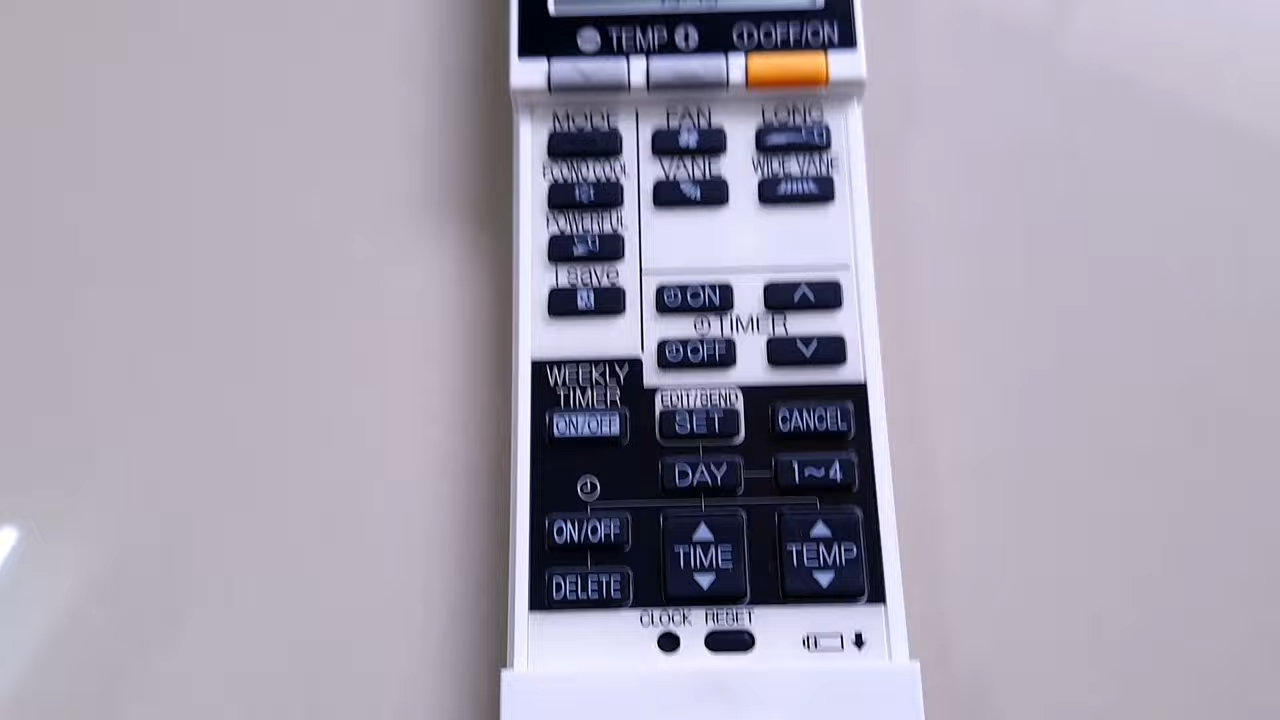 TEMP OFF/ON
MODE FAN LONG
ECONO COOL VANE WIDE VANE
POWERFUL
i save
ON
TIMER
OFF
WEEKLY
TIMER
ON/OFF
EDIT/SEND
SET
CANCEL
DAY 1~4
ON/OFF TIME TEMP
DELETE
CLOCK RESET